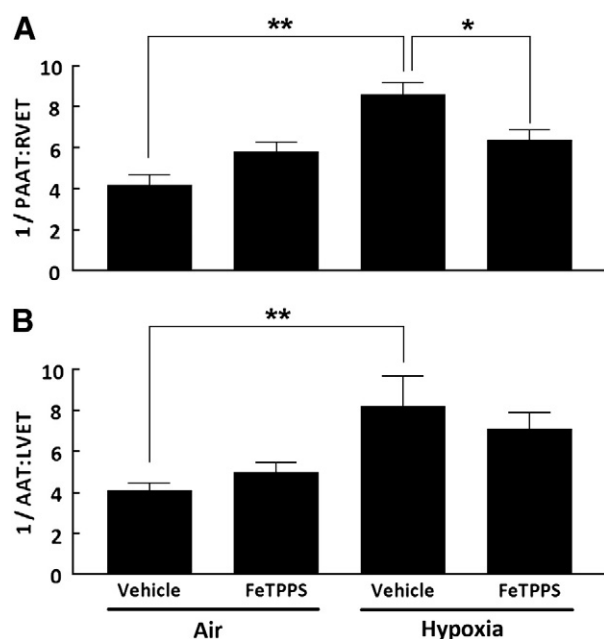 A
** *
10
8
6
4
2
0
1 / PAAT:RVET
B
**
10
8
6
4
2
0
1 / AAT:LVET
Vehicle FeTPPS Vehicle FeTPPS
Air Hypoxia